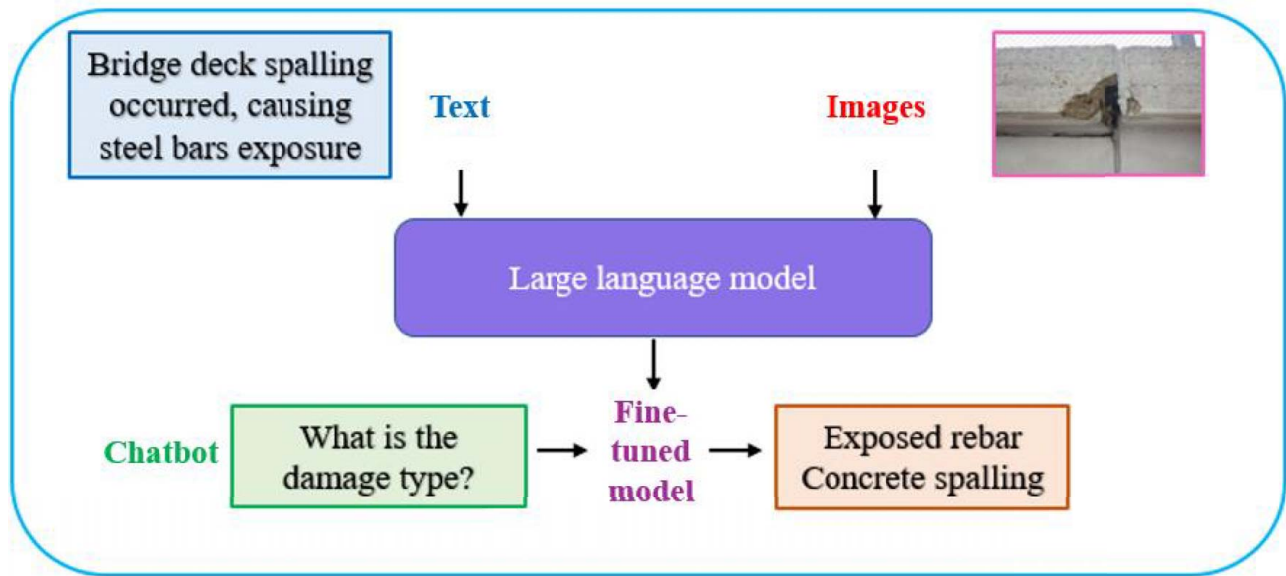 Bridge deck spalling
occurred, causing
steel bars exposure
Text
Images
Large language model
Chatbot
What is the
damage type?
Fine-
tuned
model
Exposed rebar
Concrete spalling